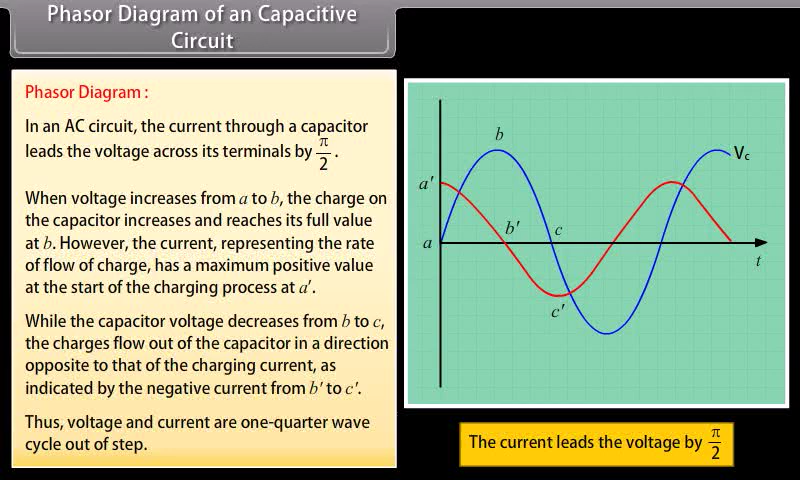 Phasor Diagram of an Capacitive
Circuit
Phasor Diagram :
In an AC circuit, the current through a capacitor
leads the voltage across its terminals by π/2 .
When voltage increases from a to b, the charge on
the capacitor increases and reaches its full value
at b. However, the current, representing the rate
of flow of charge, has a maximum positive value
at the start of the charging process at a′.
While the capacitor voltage decreases from b to c,
the charges flow out of the capacitor in a direction
opposite to that of the charging current, as
indicated by the negative current from b′ to c′.
Thus, voltage and current are one-quarter wave
cycle out of step.
b
Vc
a′
b′
c
a
t
c′
The current leads the voltage by π/2